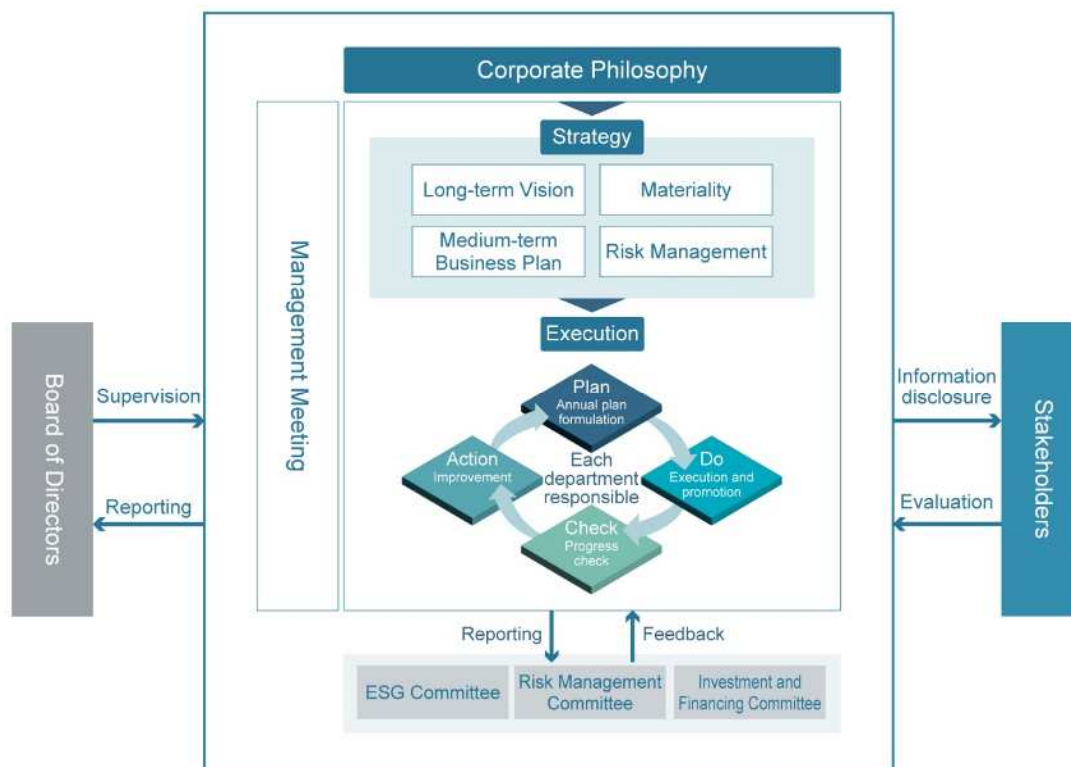 Corporate Philosophy
Strategy
Long-term Vision
Materiality
Medium-term
Business Plan
Risk Management
Management Meeting
Execution
Plan
Annual plan
formulation
Action
Improvement
Each
department
responsible
Do
Execution and
promotion
Check
Progress
check
Board of Directors
Supervision
Reporting
Information
disclosure
Evaluation
Stakeholders
Reporting
Feedback
ESG Committee
Risk Management
Committee
Investment and
Financing Committee